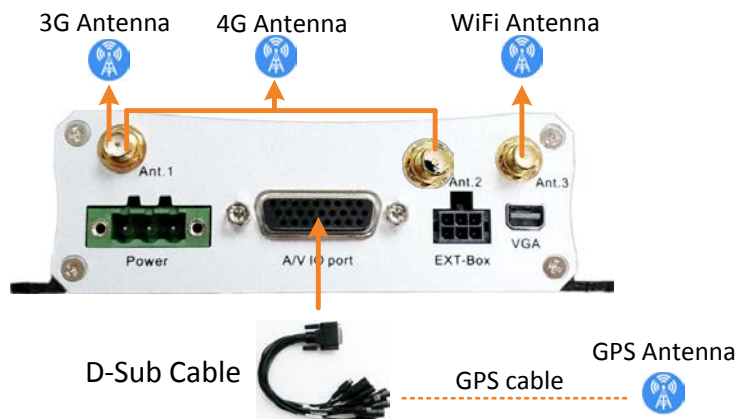 3G Antenna
4G Antenna
WiFi Antenna
Ant.1
Ant.2
Ant.3
Power
A/V IO port
EXT-Box
VGA
D-Sub Cable
GPS cable
GPS Antenna